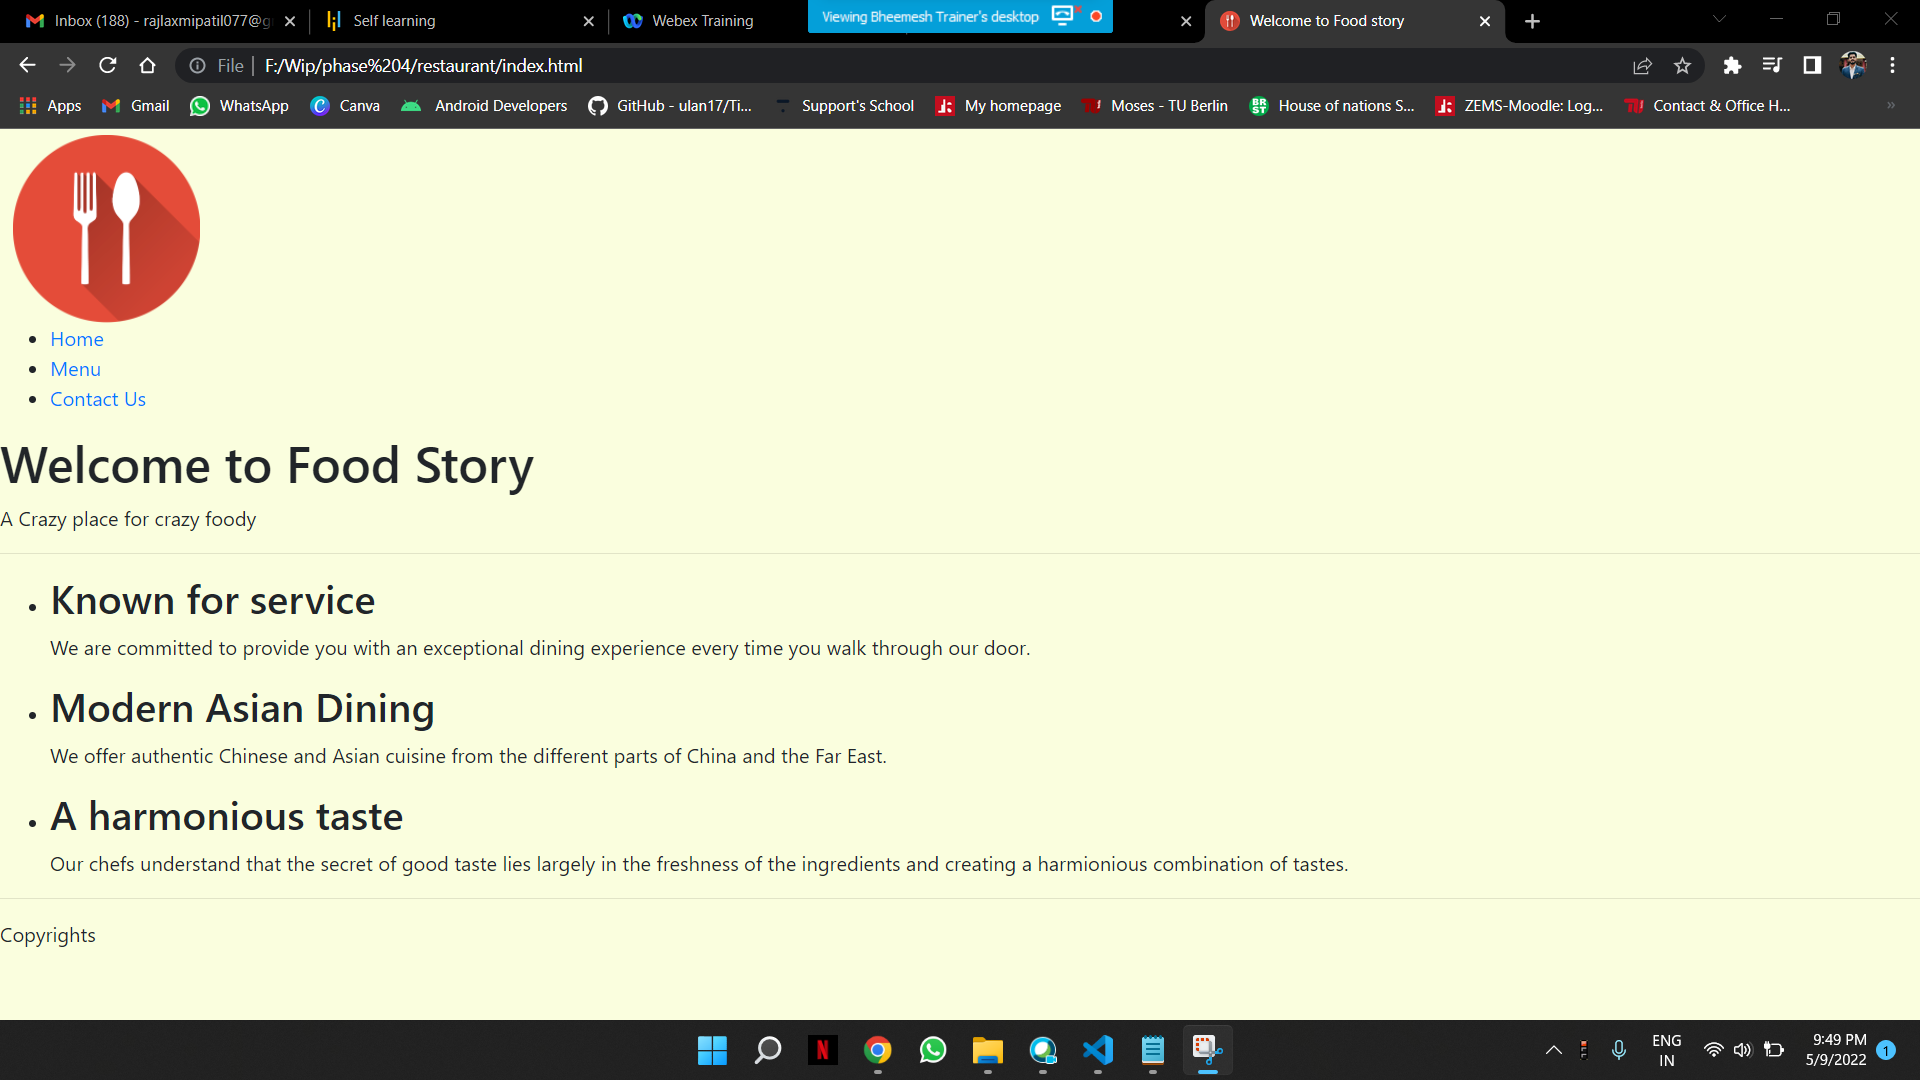 Inbox (188) - rajlaxmipatil077@g
Self learning
Webex Training
Viewing Bheemesh Trainer's desktop
Welcome to Food story
File F:/Wip/phase%204/restaurant/index.html
Apps Gmail WhatsApp Canva Android Developers GitHub - ulan17/Ti... Support's School My homepage Moses - TU Berlin House of nations S... ZEMS-Moodle: Log... Contact & Office H... »
Home
Menu
Contact Us
Welcome to Food Story
A Crazy place for crazy foody
Known for service
We are committed to provide you with an exceptional dining experience every time you walk through our door.
Modern Asian Dining
We offer authentic Chinese and Asian cuisine from the different parts of China and the Far East.
A harmonious taste
Our chefs understand that the secret of good taste lies largely in the freshness of the ingredients and creating a harmionious combination of tastes.
Copyrights
ENG
IN
9:49 PM
5/9/2022
1